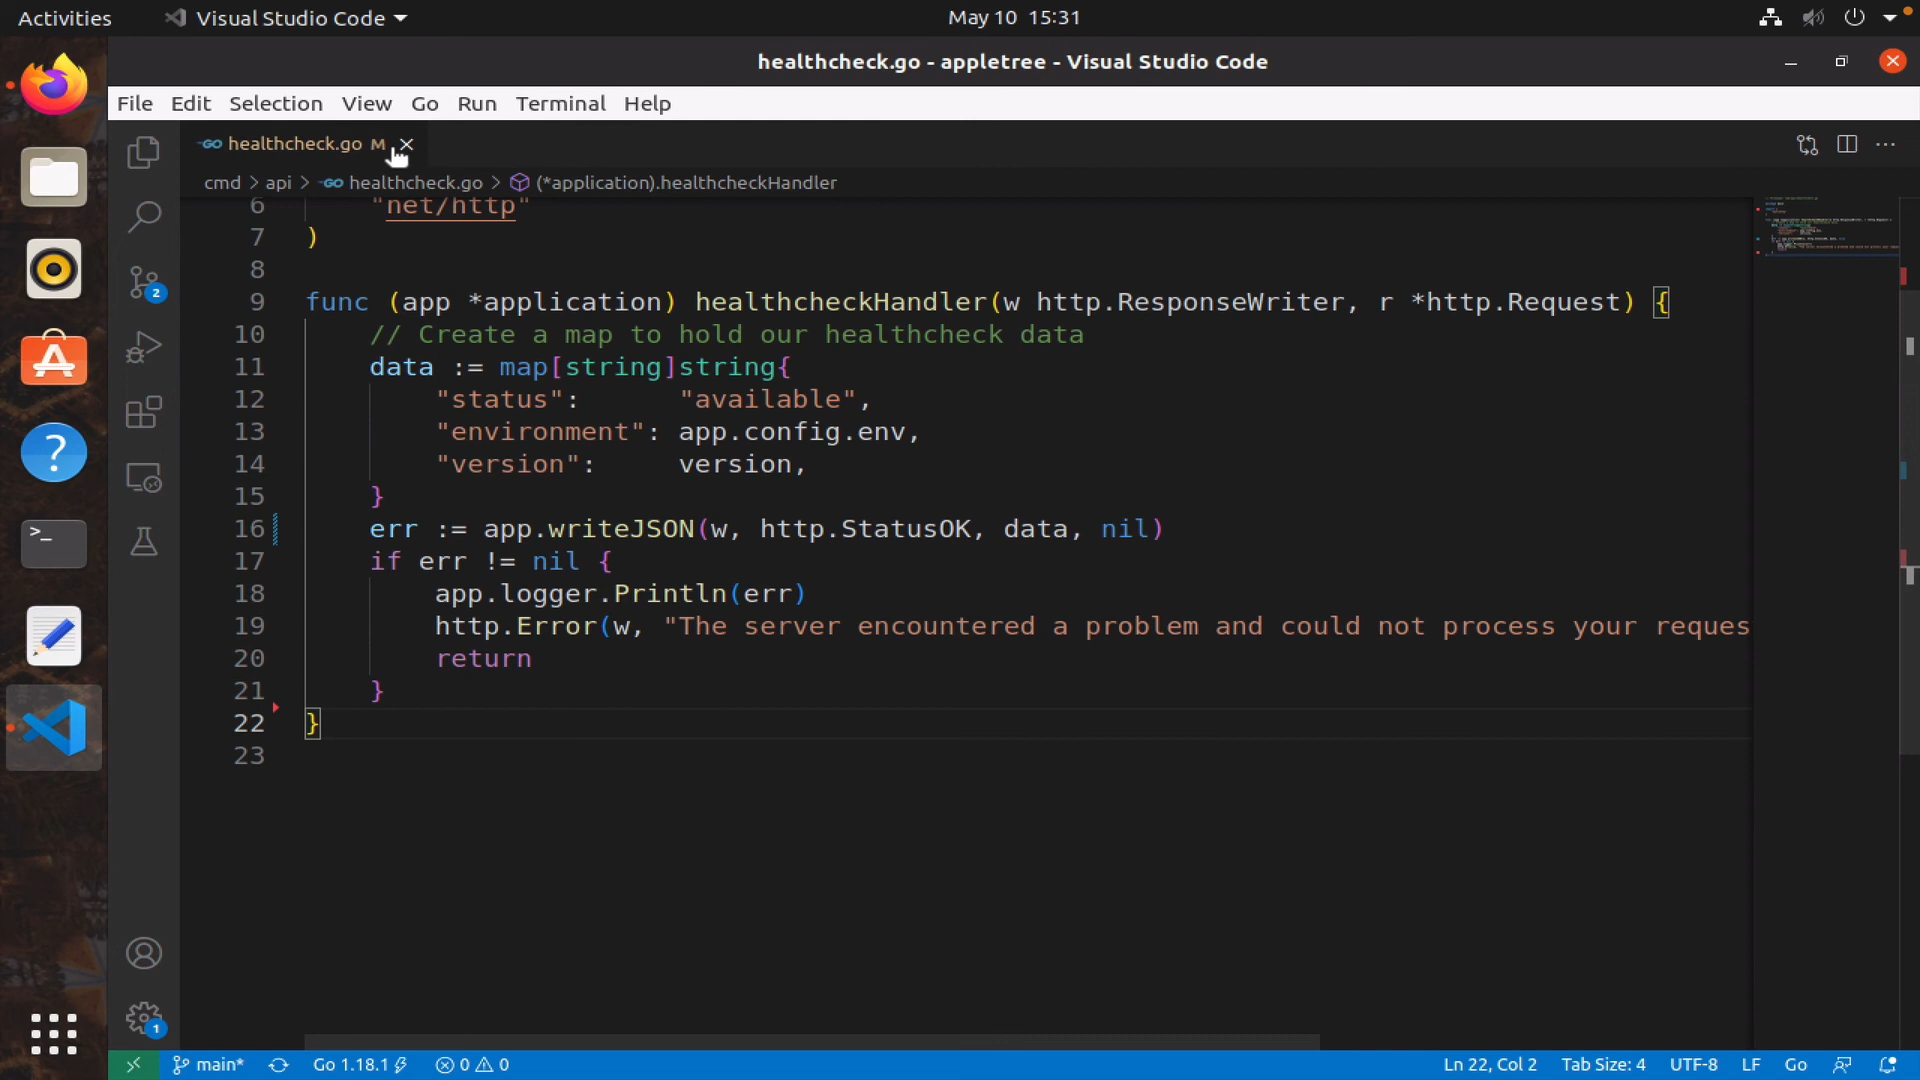 Activities Visual Studio Code May 10 15:31
healthcheck.go - appletree - Visual Studio Code
File Edit Selection View Go Run Terminal Help
GO healthcheck.go M
cmd > api > GO healthcheck.go > (*application).healthcheckHandler
6 "net/http"
7 )
8
9 func (app *application) healthcheckHandler(w http.ResponseWriter, r *http.Request) {
10 // Create a map to hold our healthcheck data
11 data := map[string]string{
12 "status": "available",
13 "environment": app.config.env,
14 "version": version,
15 }
16 err := app.writeJSON(w, http.StatusOK, data, nil)
17 if err != nil {
18 app.logger.Println(err)
19 http.Error(w, "The server encountered a problem and could not process your reques
20 return
21 }
22 }
23
2
1
main* Go 1.18.1 0 0 Ln 22, Col 2 Tab Size: 4 UTF-8 LF Go